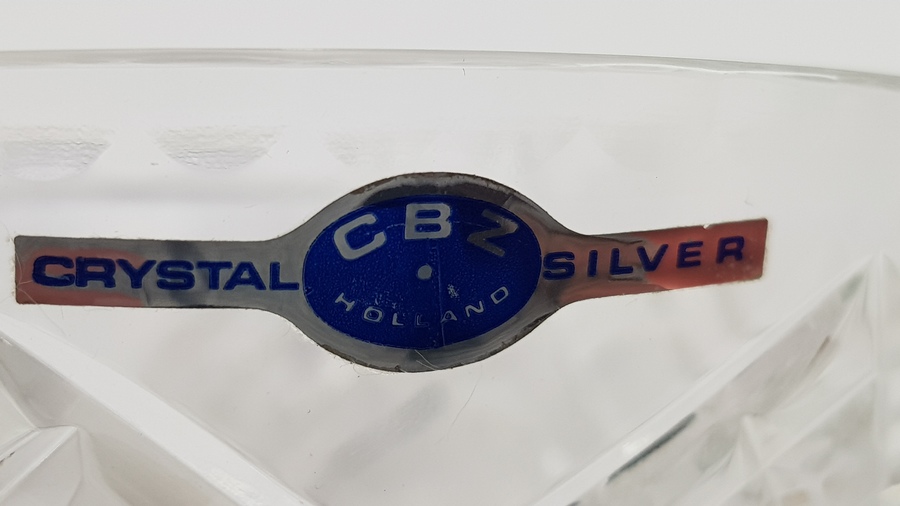 CRYSTAL CBZ SILVER
HOLLAND